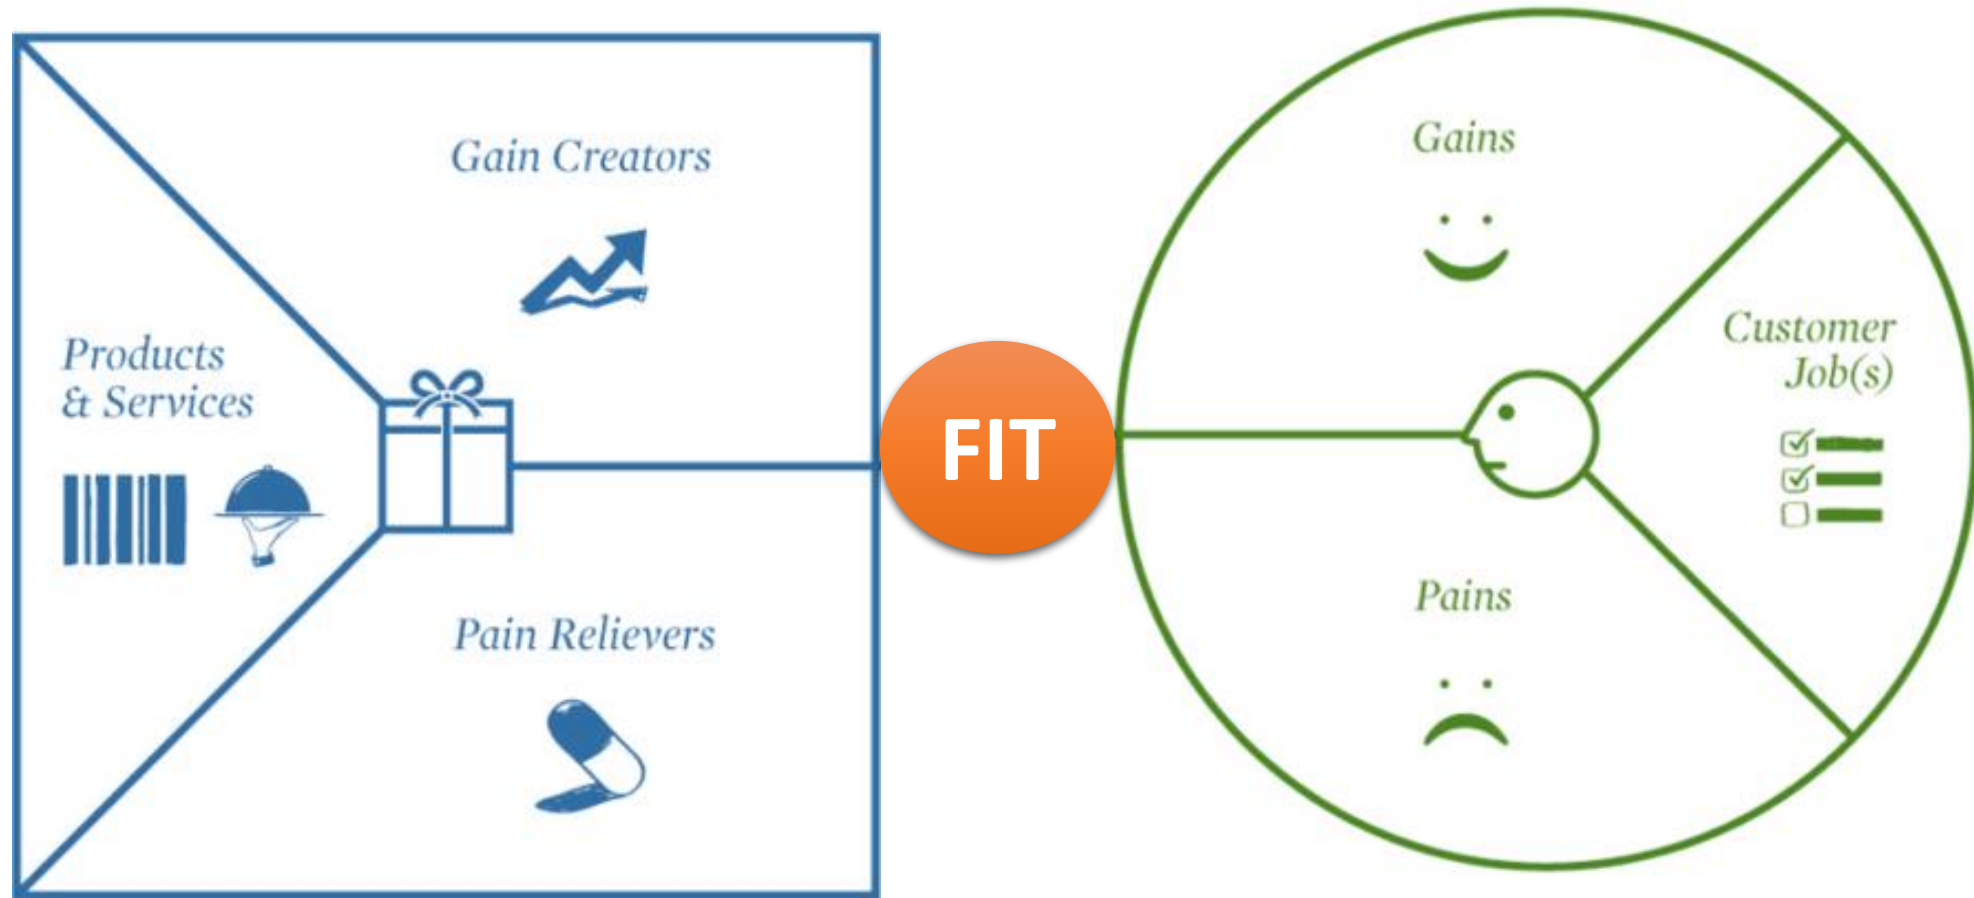 Gain Creators
Products
& Services
Pain Relievers
FIT
Gains
Customer
Job(s)
Pains